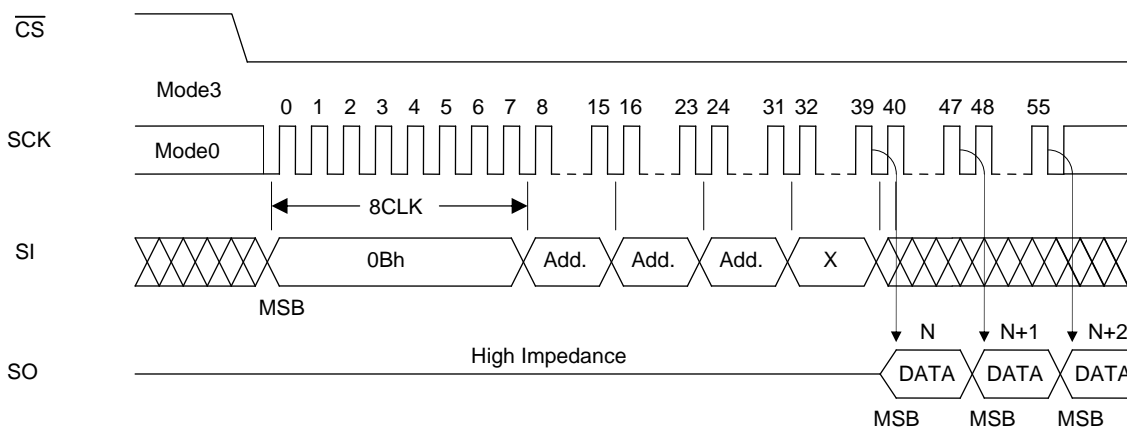 CS
Mode3
0 1 2 3 4 5 6 7 8 15 16 23 24 31 32 39 40 47 48 55
SCK
Mode0
8CLK
SI
0Bh Add. Add. Add. X
MSB
N N+1 N+2
High Impedance
SO
DATA DATA DATA
MSB MSB MSB